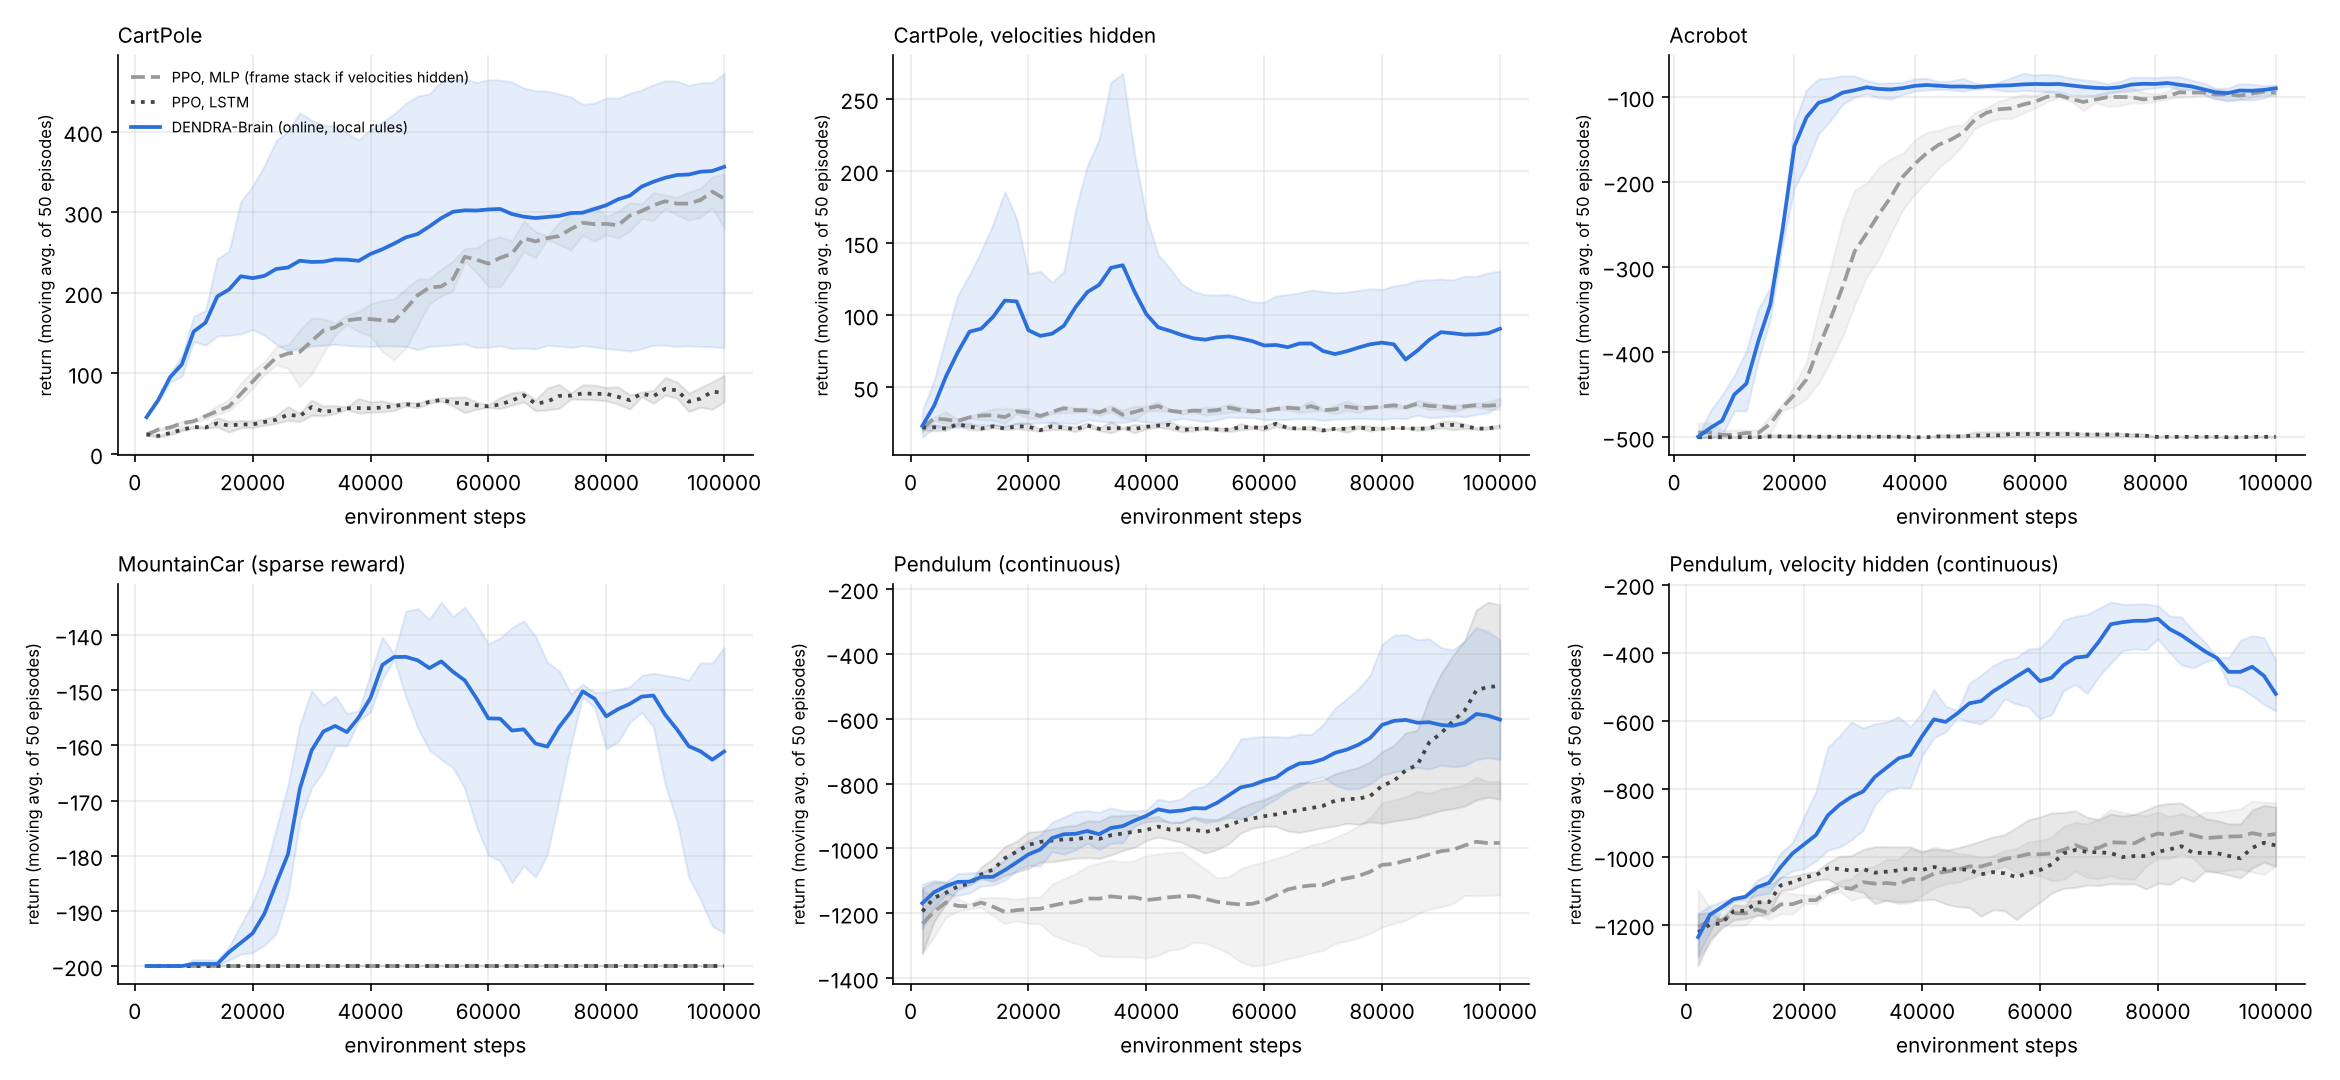 CartPole
PPO, MLP (frame stack if velocities hidden)
PPO, LSTM
DENDRA-Brain (online, local rules)
return (moving avg. of 50 episodes)
400
300
200
100
0
0 20000 40000 60000 80000 100000
environment steps
CartPole, velocities hidden
return (moving avg. of 50 episodes)
250
200
150
100
50
0 20000 40000 60000 80000 100000
environment steps
Acrobot
return (moving avg. of 50 episodes)
−100
−200
−300
−400
−500
0 20000 40000 60000 80000 100000
environment steps
MountainCar (sparse reward)
return (moving avg. of 50 episodes)
−140
−150
−160
−170
−180
−190
−200
0 20000 40000 60000 80000 100000
environment steps
Pendulum (continuous)
return (moving avg. of 50 episodes)
−200
−400
−600
−800
−1000
−1200
−1400
0 20000 40000 60000 80000 100000
environment steps
Pendulum, velocity hidden (continuous)
return (moving avg. of 50 episodes)
−200
−400
−600
−800
−1000
−1200
0 20000 40000 60000 80000 100000
environment steps